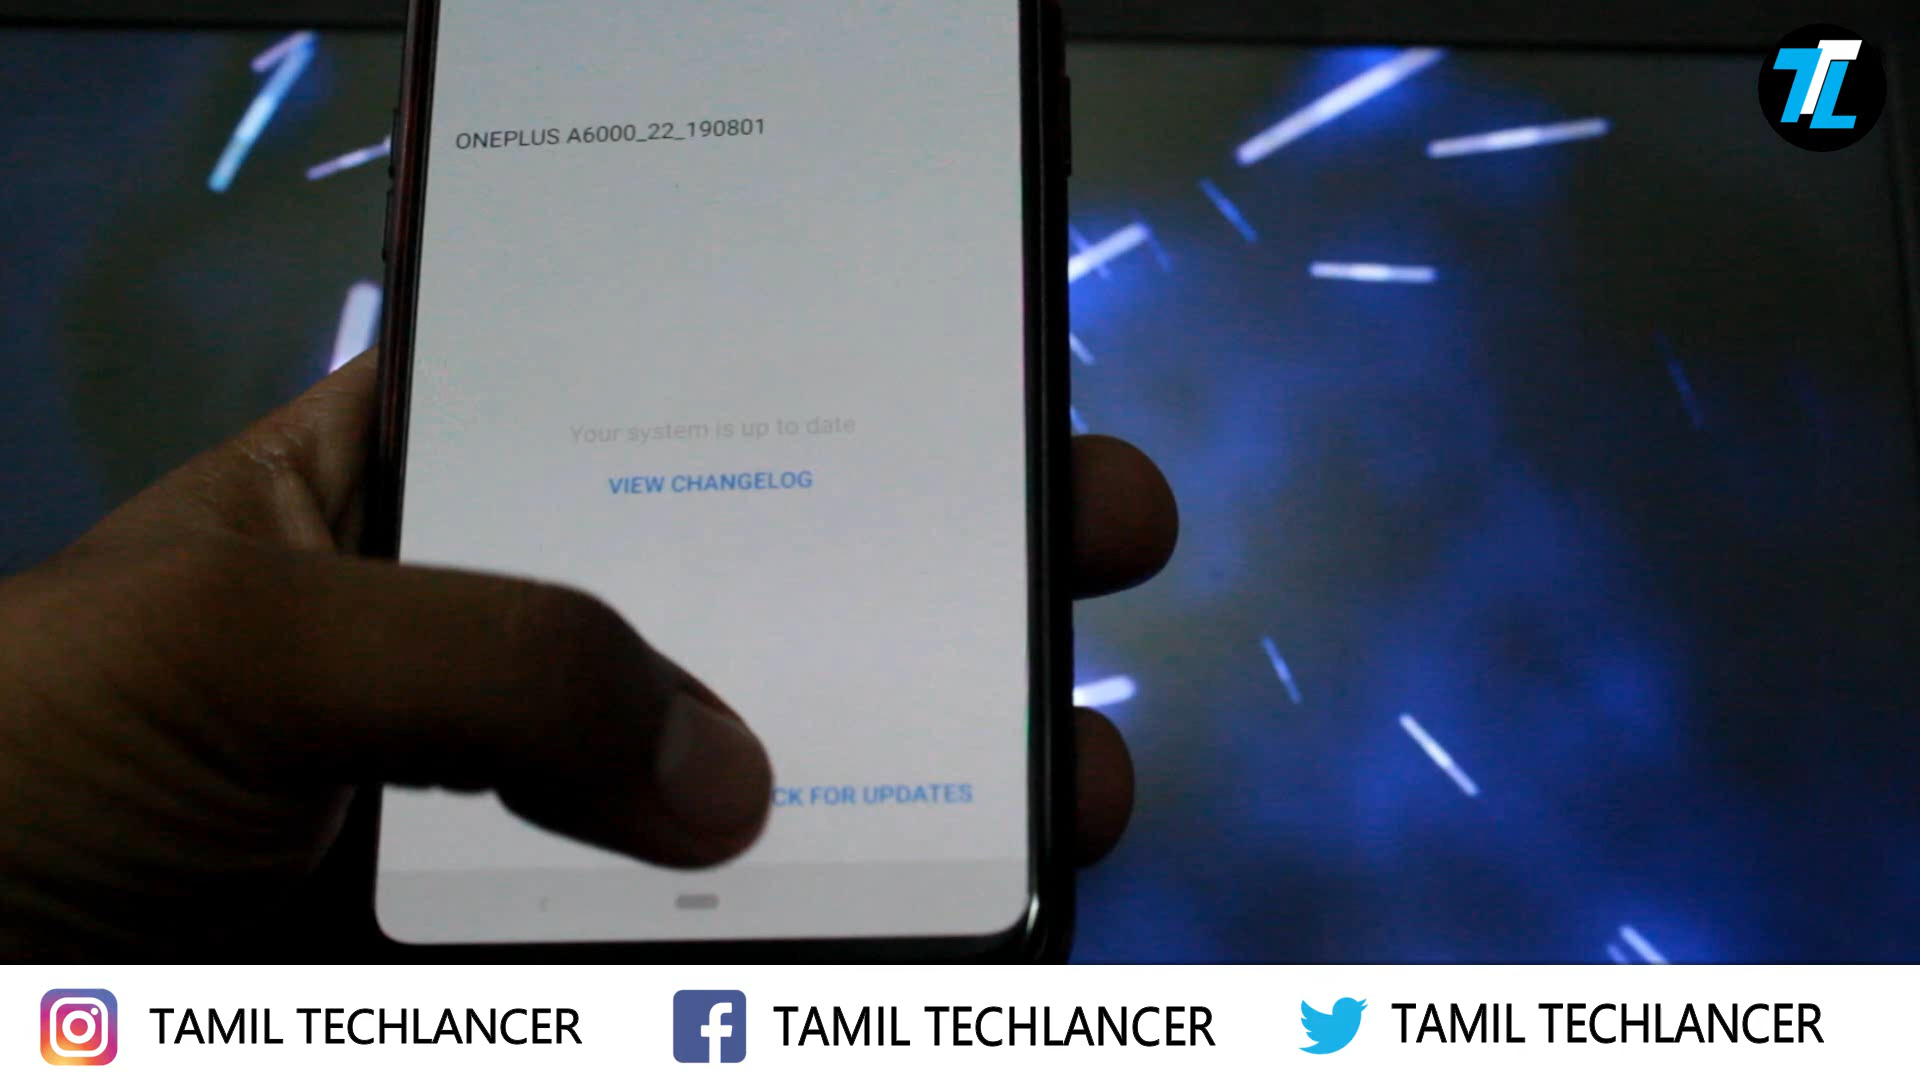 ONEPLUS A6000_22_190801
Your system is up to date
VIEW CHANGELOG
CK FOR UPDATES
TL
TAMIL TECHLANCER
TAMIL TECHLANCER
TAMIL TECHLANCER